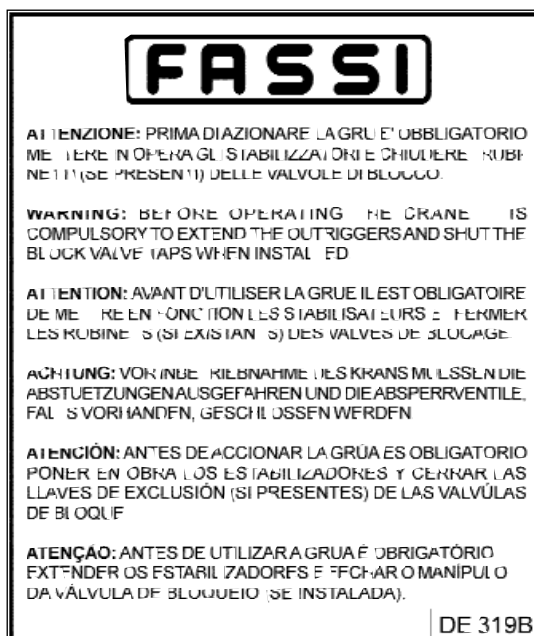 FASSI
ATTENZIONE: PRIMA DI AZIONARE LA GRU E' OBBLIGATORIO
METTERE IN OPERA GLI STABILIZZATORI E CHIUDERE I RUBI-
NETTI (SE PRESENTI) DELLE VALVOLE DI BLOCCO.
WARNING: BEFORE OPERATING THE CRANE IS
COMPULSORY TO EXTEND THE OUTRIGGERS AND SHUT THE
BLOCK VALVE TAPS WHEN INSTALLED
ATTENTION: AVANT D'UTILISER LA GRUE IL EST OBLIGATOIRE
DE METTRE EN FONCTION LES STABILISATEURS ET FERMER
LES ROBINETS (SI EXISTANTS) DES VALVES DE BLOCAGE
ACHTUNG: VOR INBETRIEBNAHME DES KRANS MUESSEN DIE
ABSTUETZUNGEN AUSGEFAHREN UND DIE ABSPERRVENTILE,
FALLS VORHANDEN, GESCHLOSSEN WERDEN
ATENCIÓN: ANTES DE ACCIONAR LA GRÚA ES OBLIGATORIO
PONER EN OBRA LOS ESTABILIZADORES Y CERRAR LAS
LLAVES DE EXCLUSIÓN (SI PRESENTES) DE LAS VALVÚLAS
DE BLOQUE
ATENÇÃO: ANTES DE UTILIZAR A GRUA É OBRIGATÓRIO
EXTENDER OS ESTABILIZADORES E FECHAR O MANÍPULO
DA VÁLVULA DE BLOQUEIO (SE INSTALADA).
DE 319B